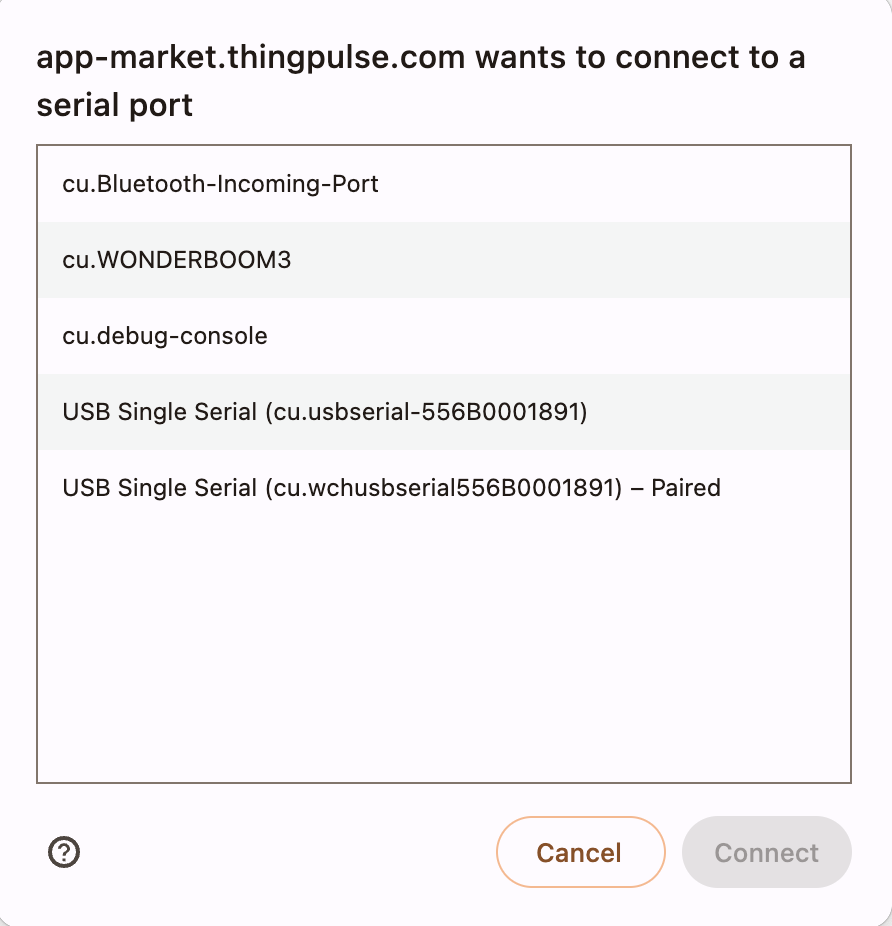 app-market.thingpulse.com wants to connect to a
serial port
cu.Bluetooth-Incoming-Port
cu.WONDERBOOM3
cu.debug-console
USB Single Serial (cu.usbserial-556B0001891)
USB Single Serial (cu.wchusbserial556B0001891) – Paired
?
Cancel
Connect